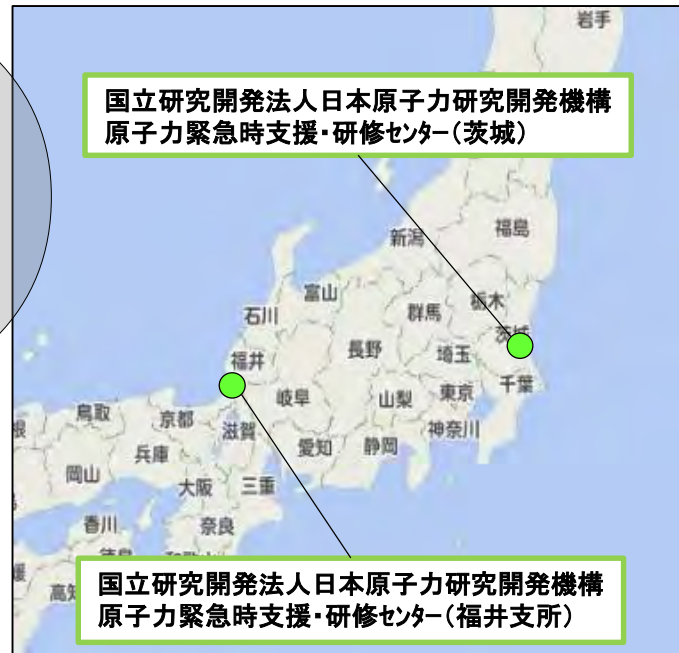 岩手
国立研究開発法人日本原子力研究開発機構
原子力緊急時支援・研修センター（茨城）
福島
新潟
富山
栃木
石川
群馬
茨城
長野
埼玉
福井
千葉
岐阜
山梨
東京
鳥取
京都
滋賀
神奈川
兵庫
愛知
静岡
岡山
大阪
三重
香川
奈良
国立研究開発法人日本原子力研究開発機構
原子力緊急時支援・研修センター（福井支所）